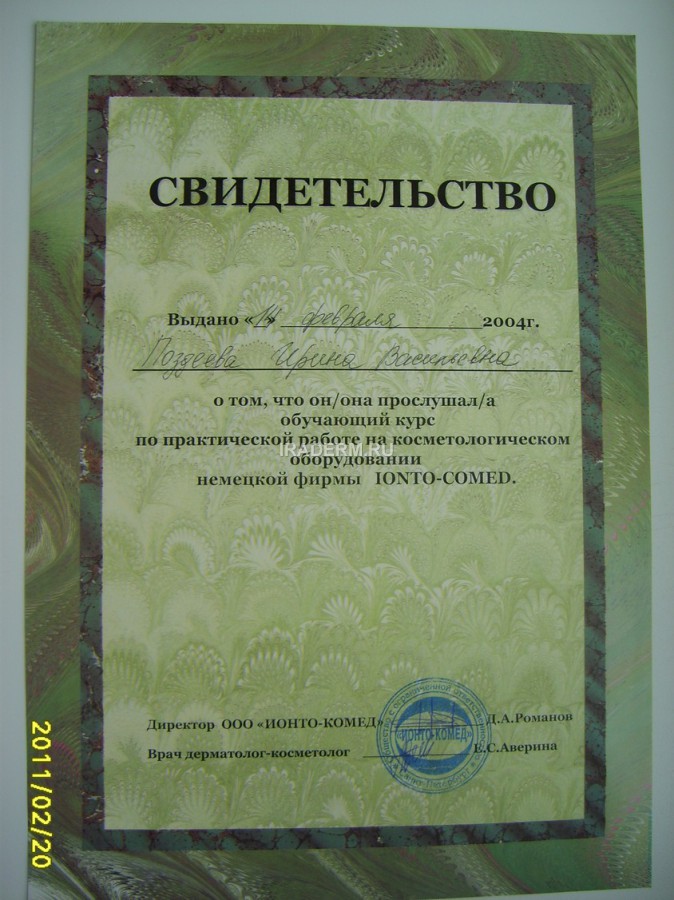 СВИДЕТЕЛЬСТВО
Выдано «14» февраля 2004г.
Поздеева Ирина Васильевна
о том, что он/она прослушал/а
обучающий курс
по практической работе на косметологическом
IRADERM.RU
оборудовании
немецкой фирмы IONTO-COMED.
Директор ООО «ИОНТО-КОМЕД» Д.А.Романов
«ИОНТО-КОМЕД»
Врач дерматолог-косметолог Е.С.Аверина
Санкт-Петербург
2011/02/20